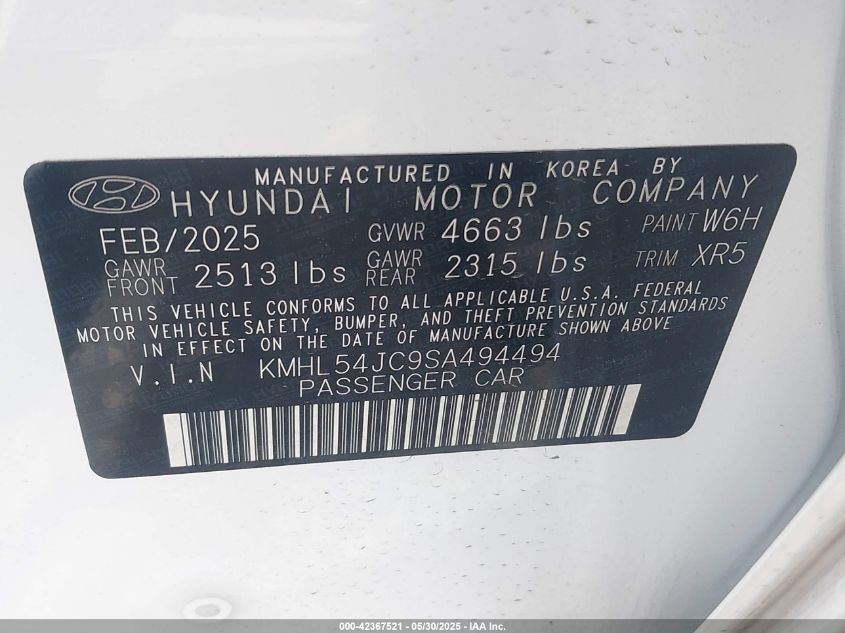 MANUFACTURED IN KOREA BY
HYUNDAI MOTOR COMPANY
FEB/2025 GVWR 4663 lbs PAINT W6H
GAWR FRONT 2513 lbs GAWR REAR 2315 lbs TRIM XR5
THIS VEHICLE CONFORMS TO ALL APPLICABLE U.S.A. FEDERAL
MOTOR VEHICLE SAFETY, BUMPER, AND THEFT PREVENTION STANDARDS
IN EFFECT ON THE DATE OF MANUFACTURE SHOWN ABOVE
V.I.N KMHL54JC9SA494494
PASSENGER CAR
000-42367521 - 05/30/2025 - IAA Inc.